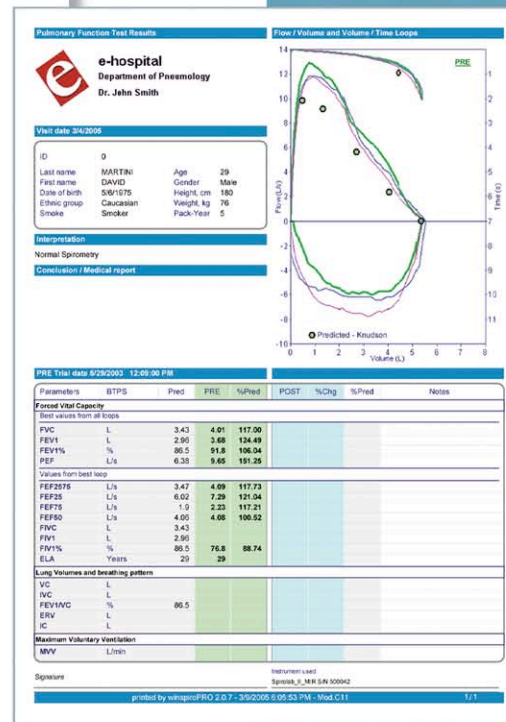 Pulmonary Function Test Results
e-hospital
Department of Pneumology
Dr. John Smith
Visit date 3/4/2005
ID 0
Last name MARTINI Age 29
First name DAVID Gender Male
Date of birth 5/6/1975 Height, cm 180
Ethnic group Caucasian Weight, kg 76
Smoke Smoker Pack-Year 5
Interpretation
Normal Spirometry
Conclusion / Medical report
Flow / Volume and Volume / Time Loops
PRE
Flow(L/s)
14
12
10
8
6
4
2
0
-2
-4
-6
-8
-10
Time (s)
1
2
3
4
5
6
7
8
9
10
11
Predicted - Knudson
0 1 2 3 4 5 6 7 8
Volume (L)
PRE Trial date 5/29/2003 12:09:00 PM
Parameters BTPS Pred PRE %Pred POST %Chg %Pred Notes
Forced Vital Capacity
Best values from all loops
FVC L 3.43 4.01 117.00
FEV1 L 2.96 3.68 124.49
FEV1% % 86.5 91.8 106.04
PEF L/s 6.38 9.65 151.25
Values from best loop
FEF2575 L/s 3.47 4.09 117.73
FEF25 L/s 6.02 7.29 121.04
FEF75 L/s 1.9 2.23 117.21
FEF50 L/s 4.06 4.08 100.52
FIVC L 3.43
FIV1 L 2.96
FIV1% % 86.5 76.8 88.74
ELA Years 29 29
Lung Volumes and breathing pattern
VC L
IVC L
FEV1/VC % 86.5
ERV L
IC L
Maximum Voluntary Ventilation
MVV L/min
Signature
Instrument used
Spirolab_II_MIR S/N 500042
printed by winspiroPRO 2.0.7 - 3/9/2005 6:05:53 PM - Mod.C11 1/1